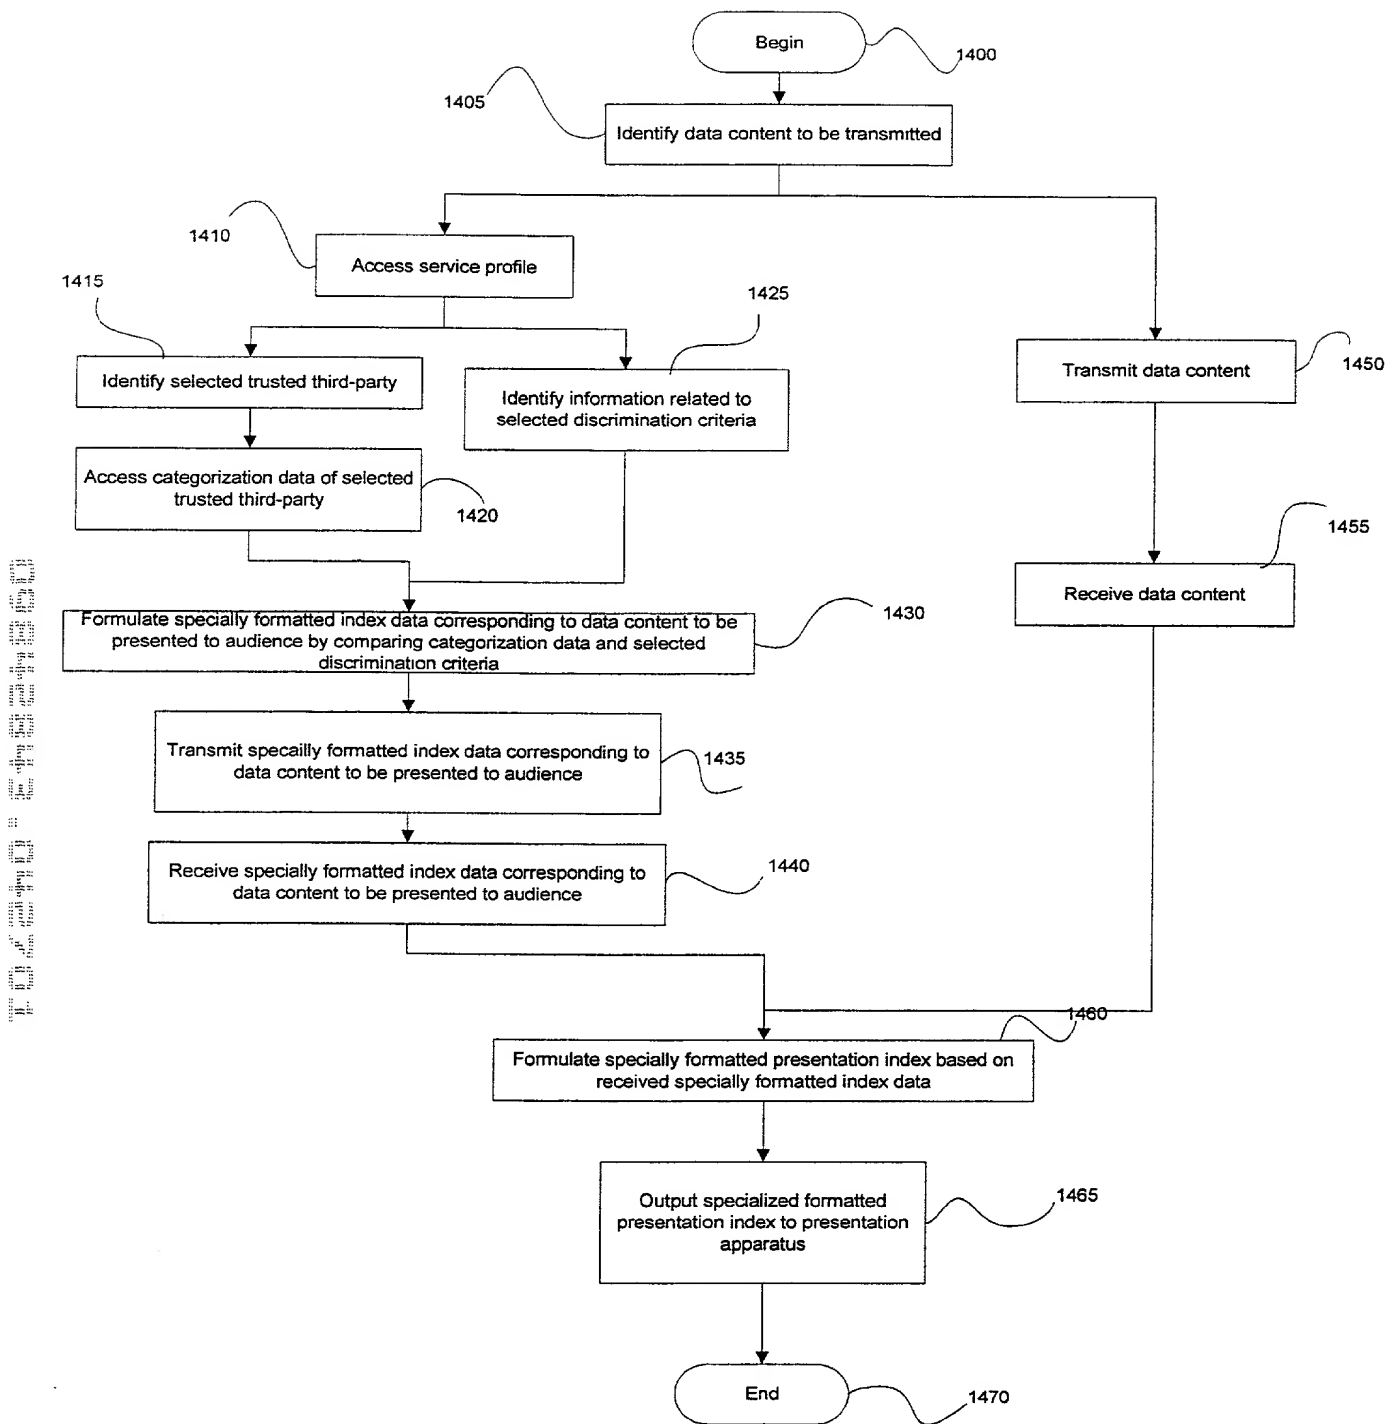 Begin
1400
1405
Identify data content to be transmitted
1410
Access service profile
1415
1425
Identify selected trusted third-party
Identify information related to
selected discrimination criteria
Transmit data content
1450
Access categorization data of selected
trusted third-party
1420
1455
Receive data content
Formulate specially formatted index data corresponding to data content to be
presented to audience by comparing categorization data and selected
discrimination criteria
1430
Transmit specailly formatted index data corresponding to
data content to be presented to audience
1435
Receive specially formatted index data corresponding to
data content to be presented to audience
1440
1460
Formulate specially formatted presentation index based on
received specially formatted index data
Output specialized formatted
presentation index to presentation
apparatus
1465
End
1470